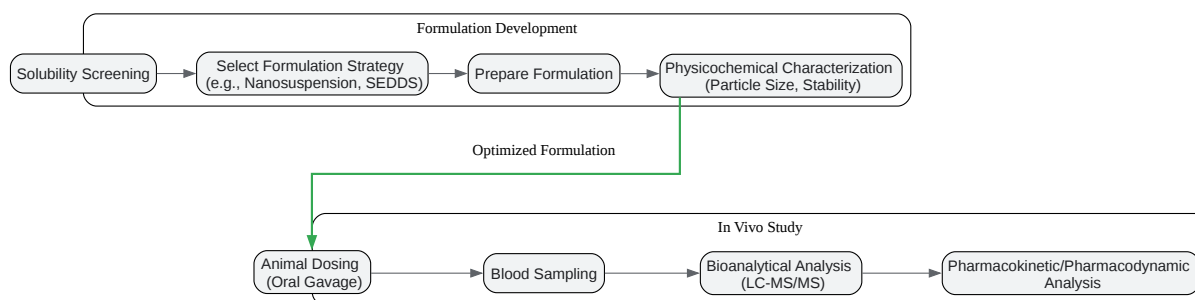 Formulation Development
Solubility Screening
Select Formulation Strategy
(e.g., Nanosuspension, SEDDS)
Prepare Formulation
Physicochemical Characterization
(Particle Size, Stability)
Optimized Formulation
In Vivo Study
Animal Dosing
(Oral Gavage)
Blood Sampling
Bioanalytical Analysis
(LC-MS/MS)
Pharmacokinetic/Pharmacodynamic
Analysis